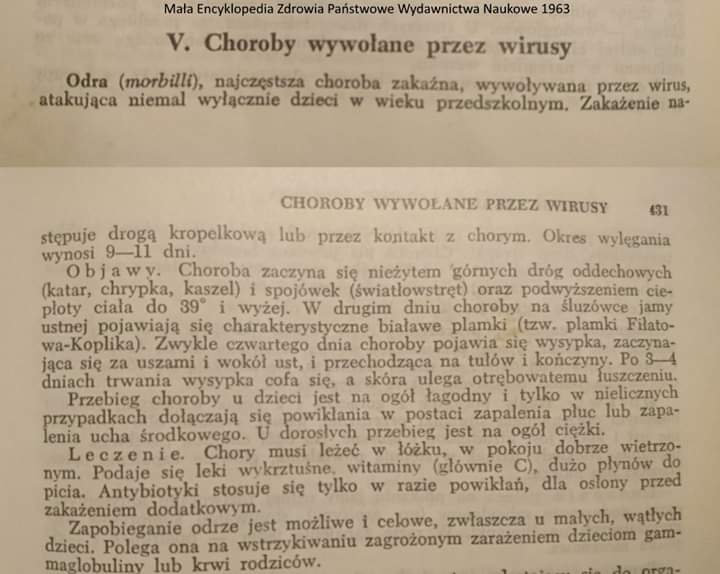 Mała Encyklopedia Zdrowia Państwowe Wydawnictwa Naukowe 1963
V. Choroby wywołane przez wirusy
Odra (morbilli), najczęstsza choroba zakaźna, wywoływana przez wirus,
atakująca niemal wyłącznie dzieci w wieku przedszkolnym. Zakażenie na-
CHOROBY WYWOŁANE PRZEZ WIRUSY 431
stępuje drogą kropelkową lub przez kontakt z chorym. Okres wylęgania
wynosi 9—11 dni.
Objawy. Choroba zaczyna się nieżytem górnych dróg oddechowych
(katar, chrypka, kaszel) i spojówek (światłowstręt) oraz podwyższeniem cie-
płoty ciała do 39° i wyżej. W drugim dniu choroby na śluzówce jamy
ustnej pojawiają się charakterystyczne białawe plamki (tzw. plamki Fiłato-
wa-Koplika). Zwykle czwartego dnia choroby pojawia się wysypka, zaczyna-
jąca się za uszami i wokół ust, i przechodząca na tułów i kończyny. Po 3—4
dniach trwania wysypka cofa się, a skóra ulega otrębowatemu łuszczeniu.
Przebieg choroby u dzieci jest na ogół łagodny i tylko w nielicznych
przypadkach dołączają się powikłania w postaci zapalenia płuc lub zapa-
lenia ucha środkowego. U dorosłych przebieg jest na ogół ciężki.
Leczenie. Chory musi leżeć w łóżku, w pokoju dobrze wietrzo-
nym. Podaje się leki wykrztuśne, witaminy (głównie C), dużo płynów do
picia. Antybiotyki stosuje się tylko w razie powikłań, dla osłony przed
zakażeniem dodatkowym.
Zapobieganie odrze jest możliwe i celowe, zwłaszcza u małych, wątłych
dzieci. Polega ona na wstrzykiwaniu zagrożonym zarażeniem dzieciom gam-
maglobuliny lub krwi rodziców.